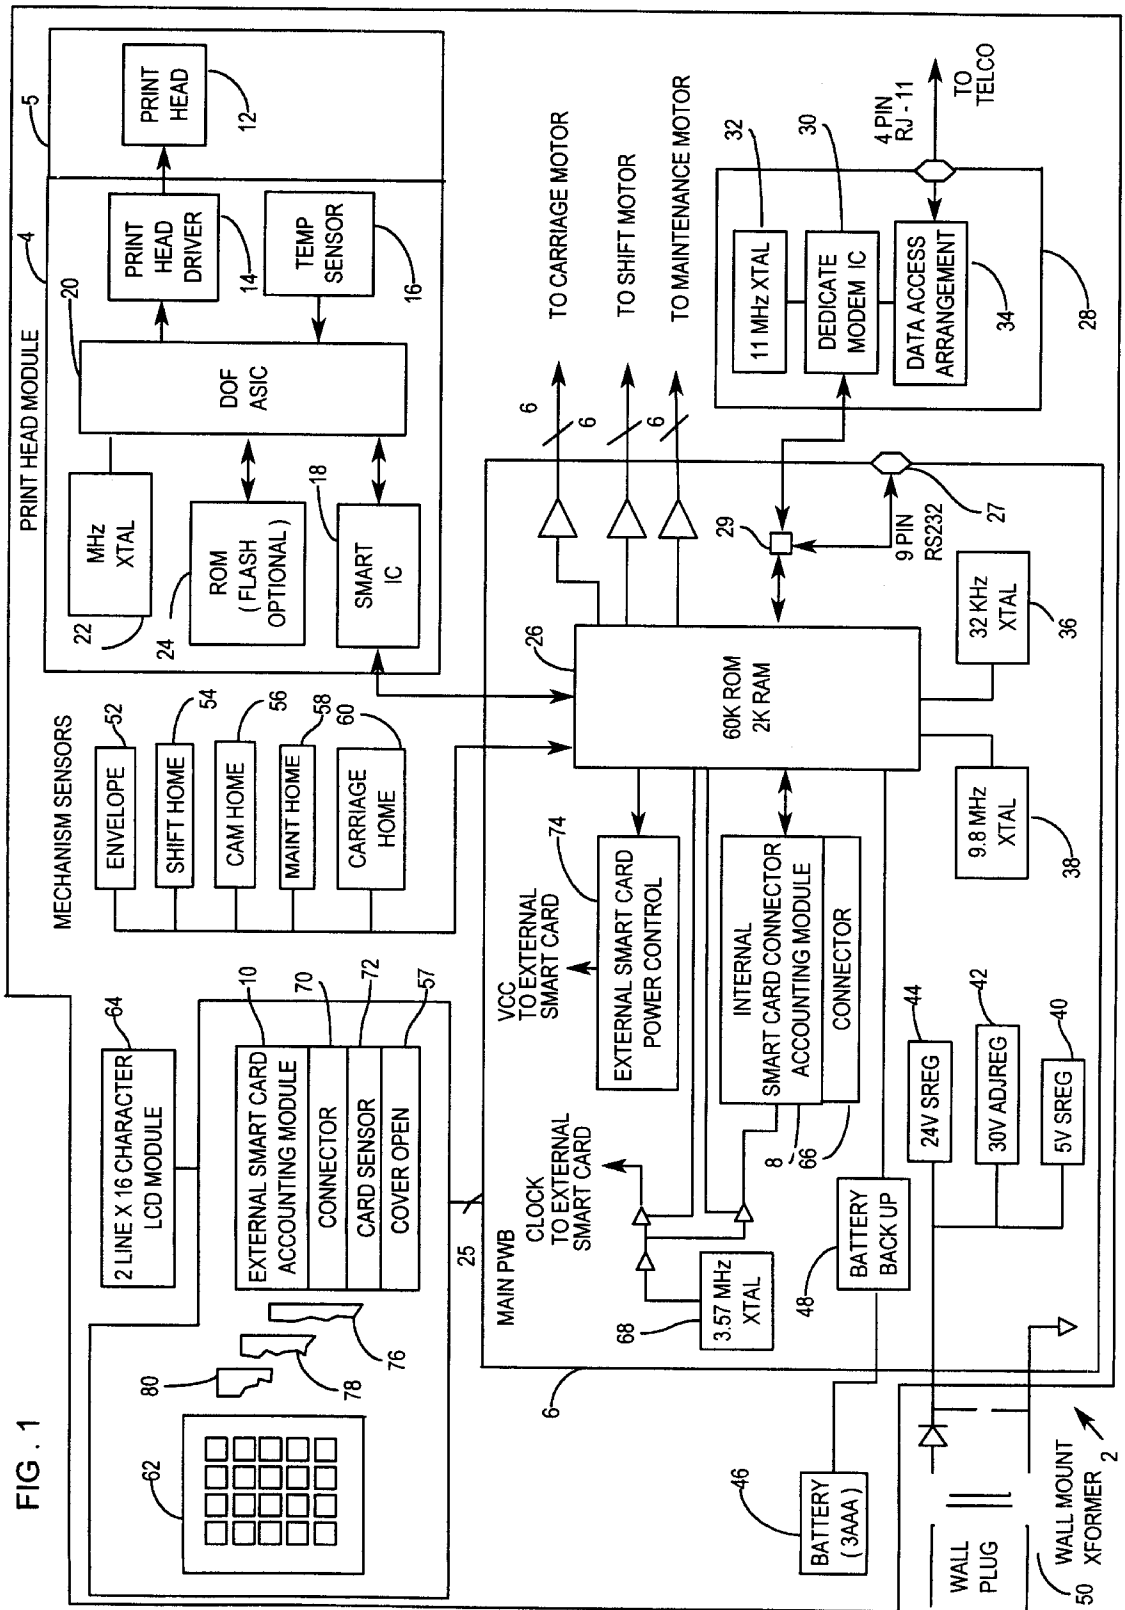 FIG . 1
62
80
78
76
2 LINE X 16 CHARACTER
LCD MODULE
64
EXTERNAL SMART CARD
ACCOUNTING MODULE
CONNECTOR
CARD SENSOR
COVER OPEN
10
70
72
57
25
MECHANISM SENSORS
ENVELOPE
SHIFT HOME
CAM HOME
MAINT HOME
CARRIAGE
HOME
52
54
56
58
60
PRINT HEAD MODULE
4
5
MHz
XTAL
22
ROM
( FLASH
OPTIONAL)
24
SMART
IC
18
DOF
ASIC
20
PRINT
HEAD
DRIVER
14
TEMP
SENSOR
16
PRINT
HEAD
12
MAIN PWB
6
CLOCK
TO EXTERNAL
SMART CARD
VCC
TO EXTERNAL
SMART CARD
3.57 MHz
XTAL
68
EXTERNAL SMART CARD
POWER CONTROL
74
INTERNAL
SMART CARD CONNECTOR
ACCOUNTING MODULE
CONNECTOR
8
66
60K ROM
2K RAM
26
BATTERY
BACK UP
48
BATTERY
( 3AAA )
46
24V SREG
44
30V ADJREG
42
5V SREG
40
9.8 MHz
XTAL
38
32 KHz
XTAL
36
29
9 PIN
RS232
27
6
6
6
TO CARRIAGE MOTOR
TO SHIFT MOTOR
TO MAINTENANCE MOTOR
11 MHz XTAL
32
DEDICATE
MODEM IC
30
DATA ACCESS
ARRANGEMENT
34
28
4 PIN
RJ - 11
TO
TELCO
WALL
PLUG
50
WALL MOUNT
XFORMER
2